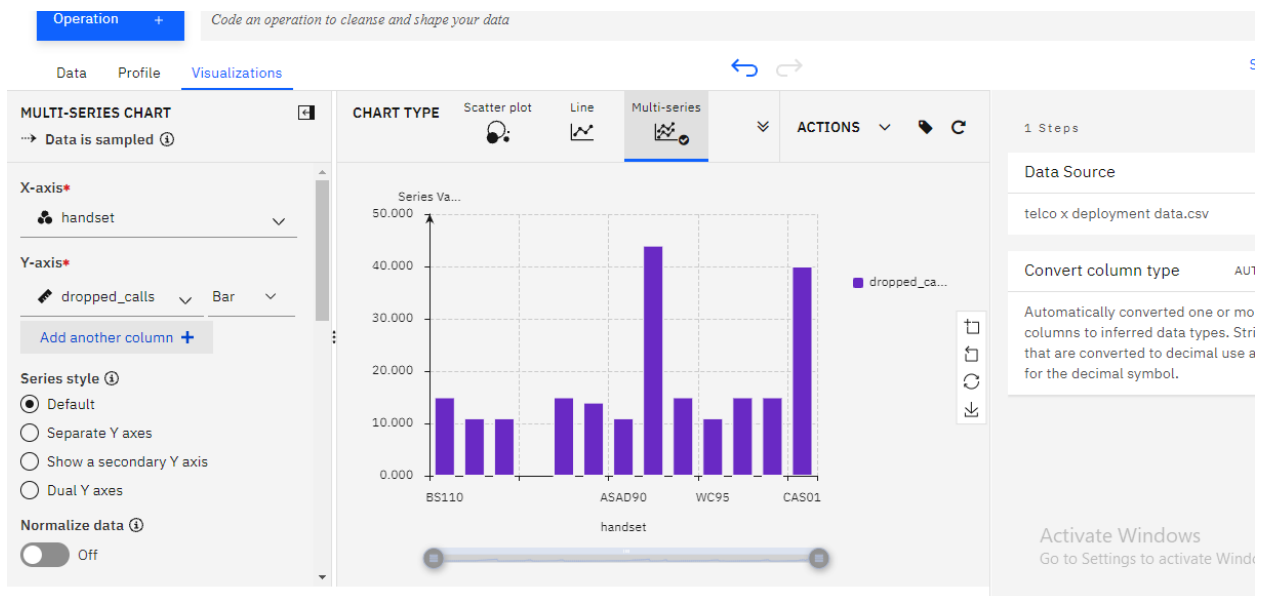 Operation +
Code an operation to cleanse and shape your data
Data Profile Visualizations
MULTI-SERIES CHART
Data is sampled
X-axis*
handset
Y-axis*
dropped_calls Bar
Add another column +
Series style
Default
Separate Y axes
Show a secondary Y axis
Dual Y axes
Normalize data
Off
CHART TYPE Scatter plot Line Multi-series ACTIONS
Series Va...
50.000
40.000
30.000
20.000
10.000
0.000
BS110 ASAD90 WC95 CAS01
handset
dropped_ca...
S
1 Steps
Data Source
telco x deployment data.csv
Convert column type AUT
Automatically converted one or mo
columns to inferred data types. Stri
that are converted to decimal use a
for the decimal symbol.
Activate Windows
Go to Settings to activate Windo